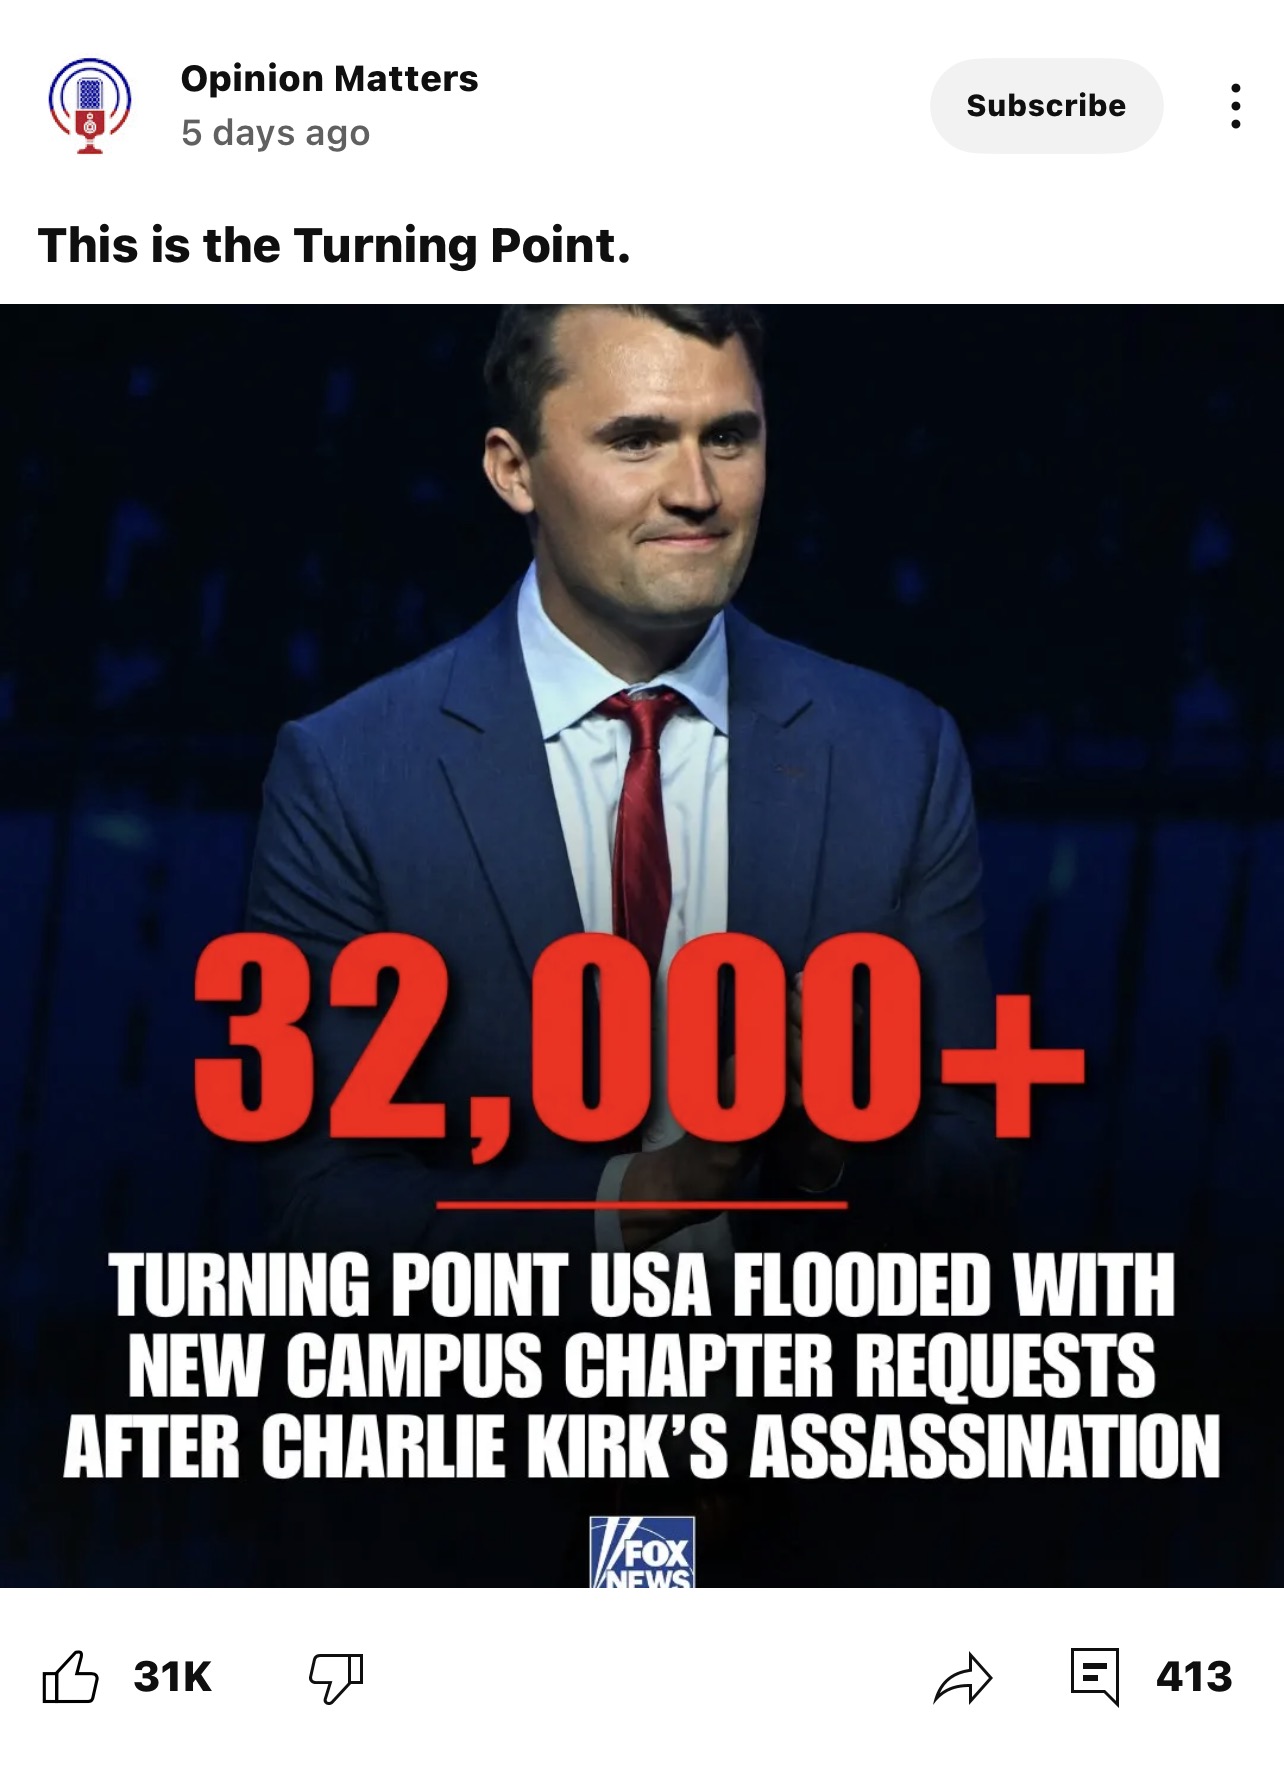 Opinion Matters
5 days ago
Subscribe
This is the Turning Point.
32,000+
TURNING POINT USA FLOODED WITH
NEW CAMPUS CHAPTER REQUESTS
AFTER CHARLIE KIRK'S ASSASSINATION
FOX
NEWS
31K
413